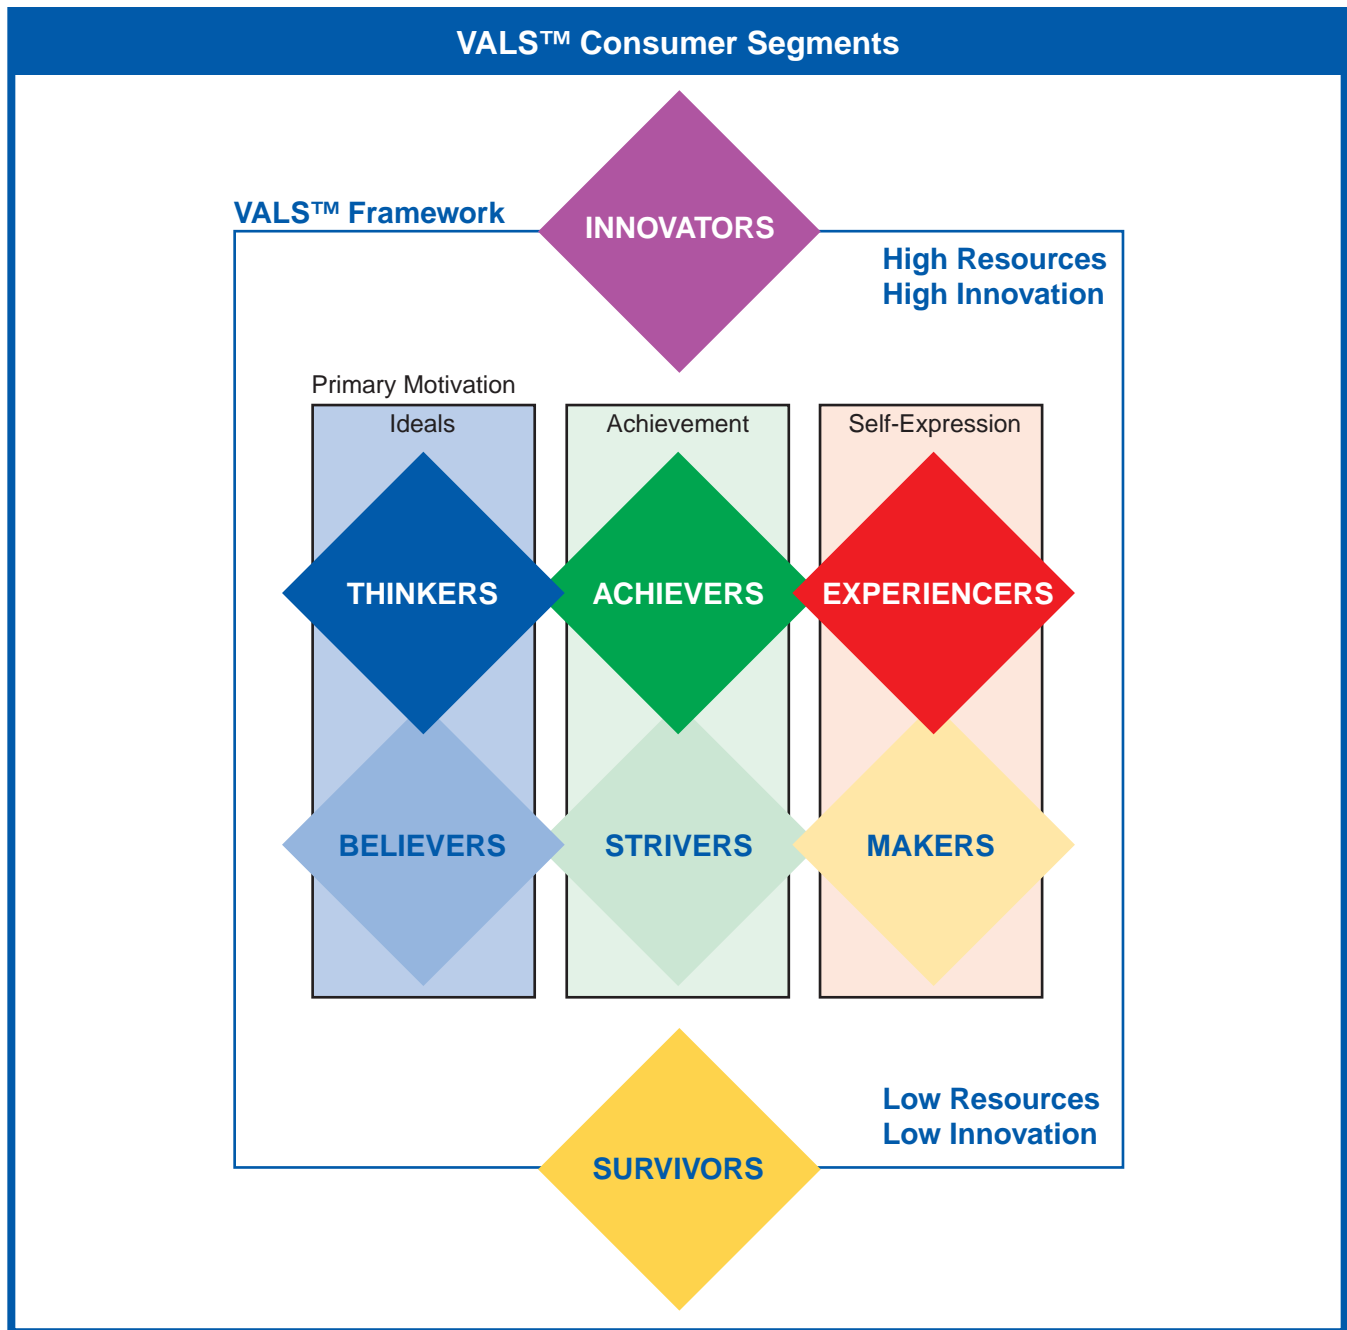 VALS™ Consumer Segments
INNOVATORS
VALS™ Framework
High Resources
High Innovation
Primary Motivation
Ideals
Achievement
Self-Expression
THINKERS
ACHIEVERS
EXPERIENCERS
BELIEVERS
STRIVERS
MAKERS
Low Resources
Low Innovation
SURVIVORS